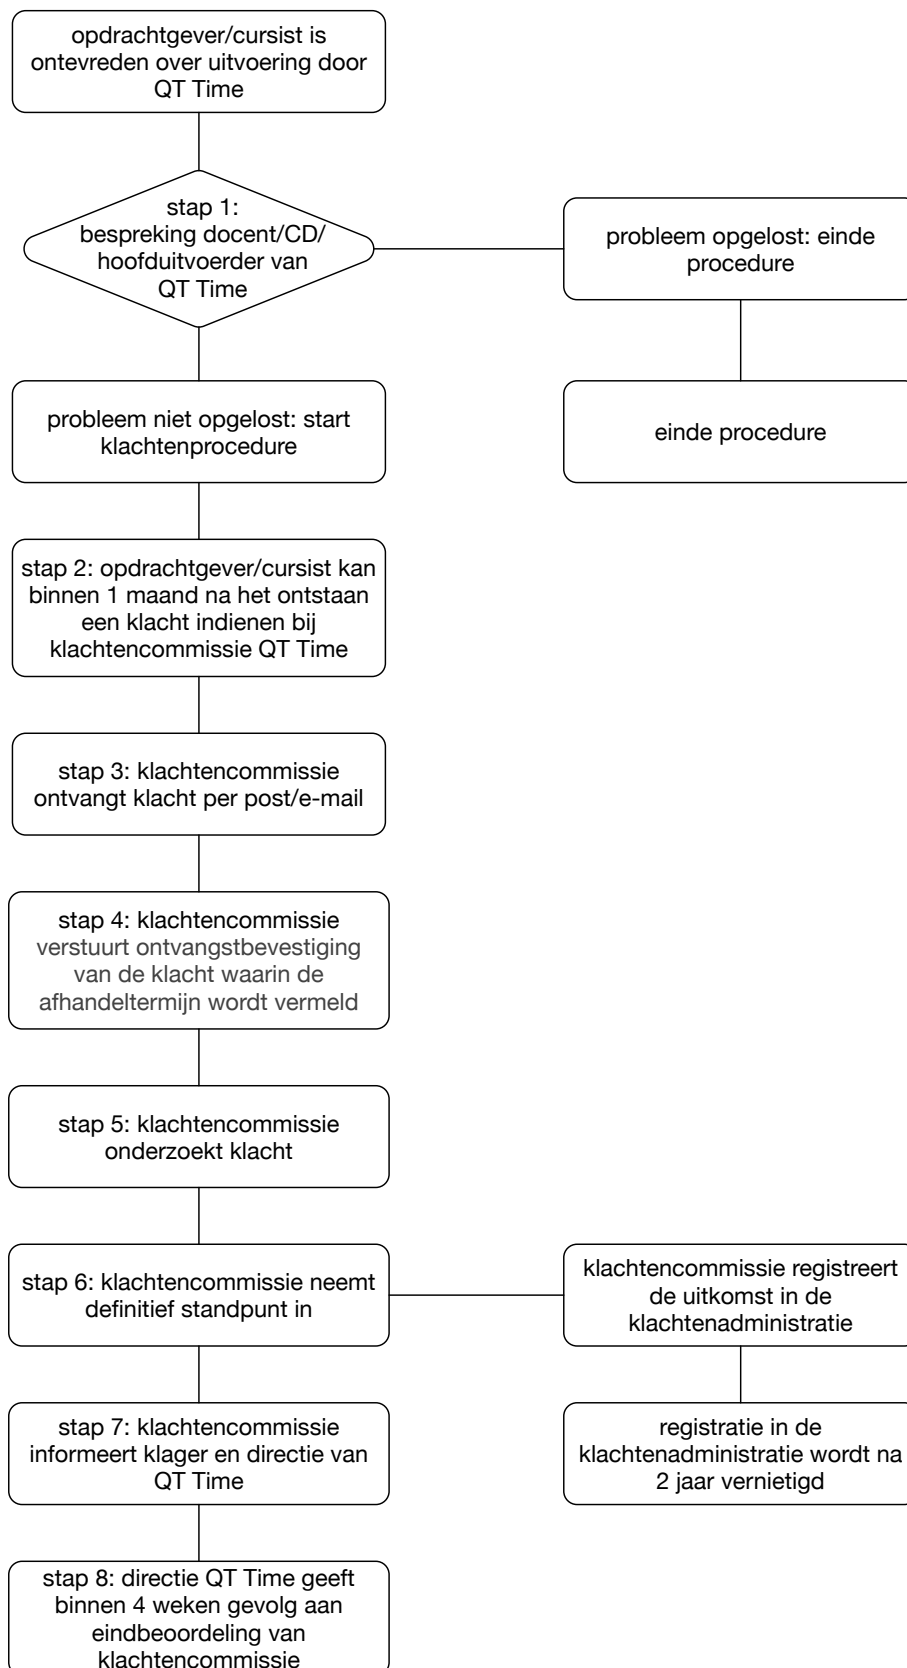 opdrachtgever/cursist is
ontevreden over uitvoering door
QT Time
stap 1:
bespreking docent/CD/
hoofduitvoerder van
QT Time
probleem opgelost: einde
procedure
probleem niet opgelost: start
klachtenprocedure
einde procedure
stap 2: opdrachtgever/cursist kan
binnen 1 maand na het ontstaan
een klacht indienen bij
klachtencommissie QT Time
stap 3: klachtencommissie
ontvangt klacht per post/e-mail
stap 4: klachtencommissie
verstuurt ontvangstbevestiging
van de klacht waarin de
afhandeltermijn wordt vermeld
stap 5: klachtencommissie
onderzoekt klacht
stap 6: klachtencommissie neemt
definitief standpunt in
klachtencommissie registreert
de uitkomst in de
klachtenadministratie
stap 7: klachtencommissie
informeert klager en directie van
QT Time
registratie in de
klachtenadministratie wordt na
2 jaar vernietigd
stap 8: directie QT Time geeft
binnen 4 weken gevolg aan
eindbeoordeling van
klachtencommissie